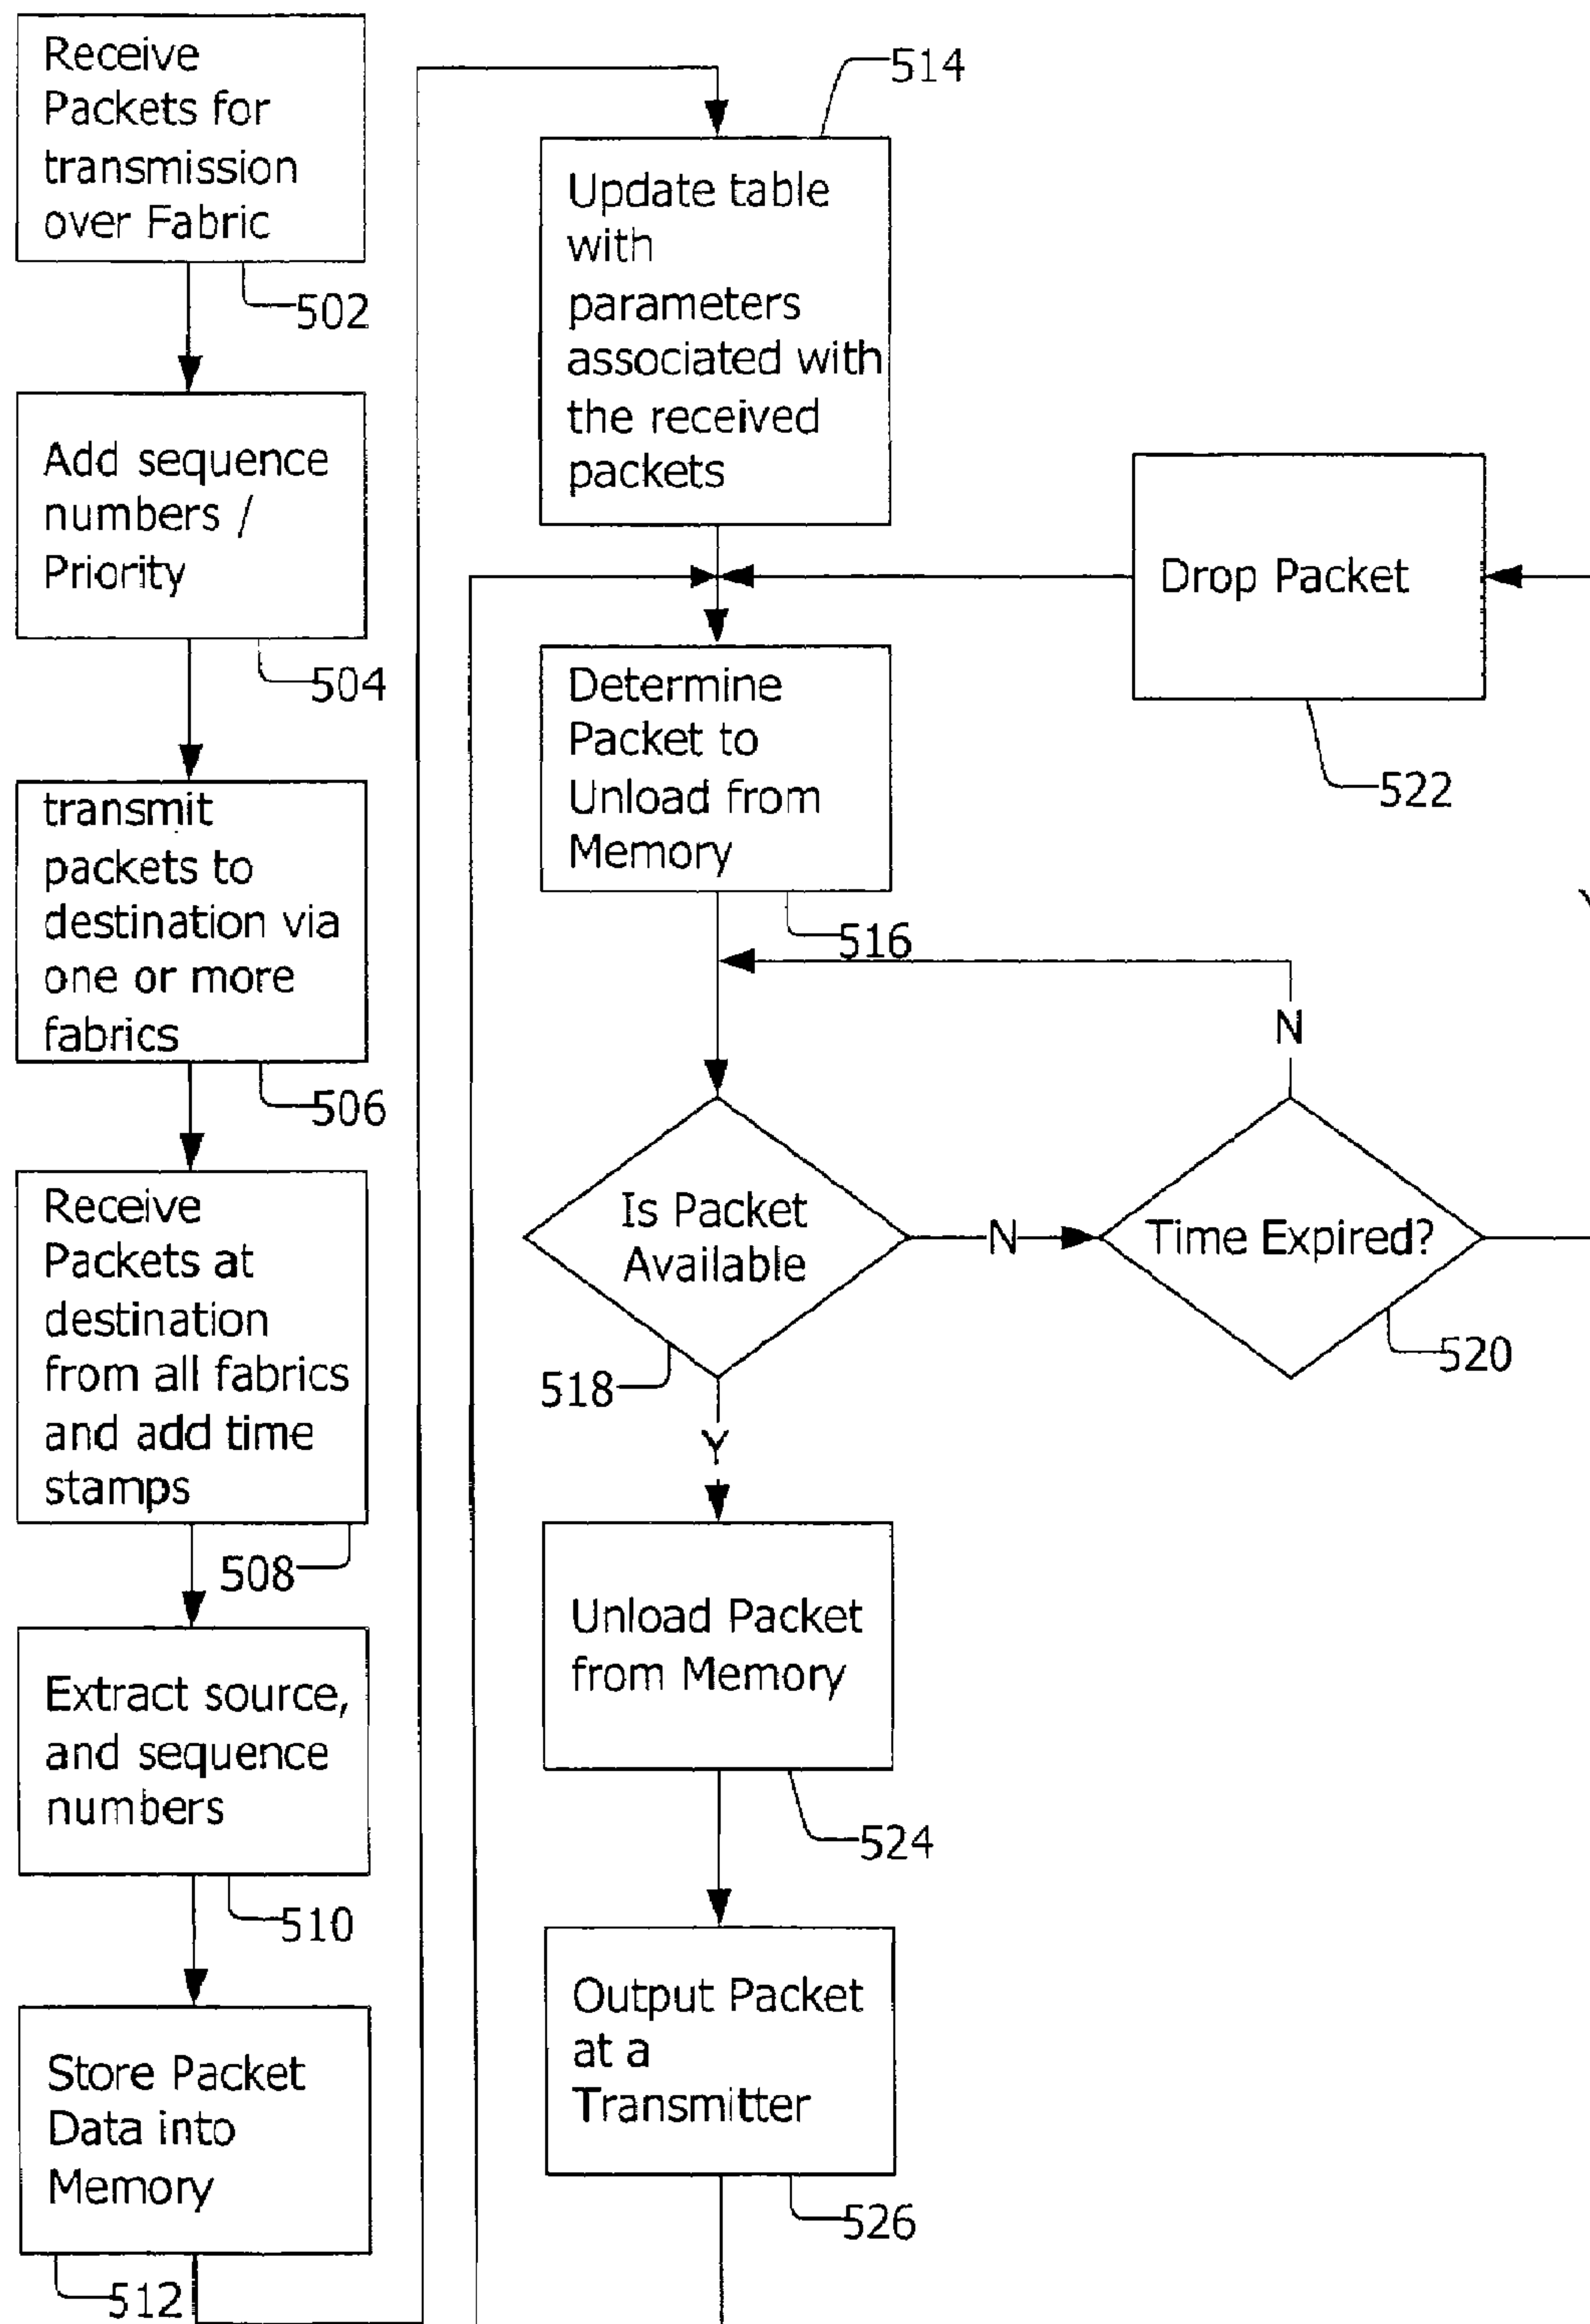 Receive
Packets for
transmission
over Fabric
502
Add sequence
numbers /
Priority
504
transmit
packets to
destination via
one or more
fabrics
506
Receive
Packets at
destination
from all fabrics
and add time
stamps
508
Extract source,
and sequence
numbers
510
Store Packet
Data into
Memory
512
514
Update table
with
parameters
associated with
the received
packets
Determine
Packet to
Unload from
Memory
516
Is Packet
Available
518
N
Time Expired?
520
N
Drop Packet
522
Y
Unload Packet
from Memory
524
Output Packet
at a
Transmitter
526